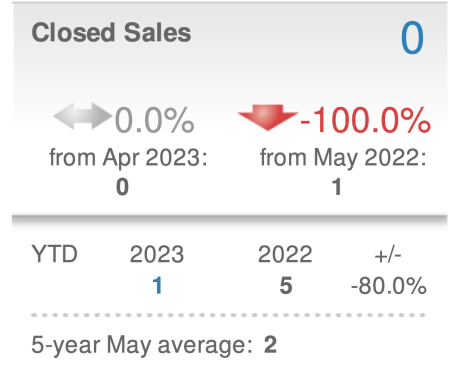 Closed Sales 0
0.0% -100.0%
from Apr 2023: from May 2022:
0 1
YTD 2023 2022 +/-
1 5 -80.0%
5-year May average: 2